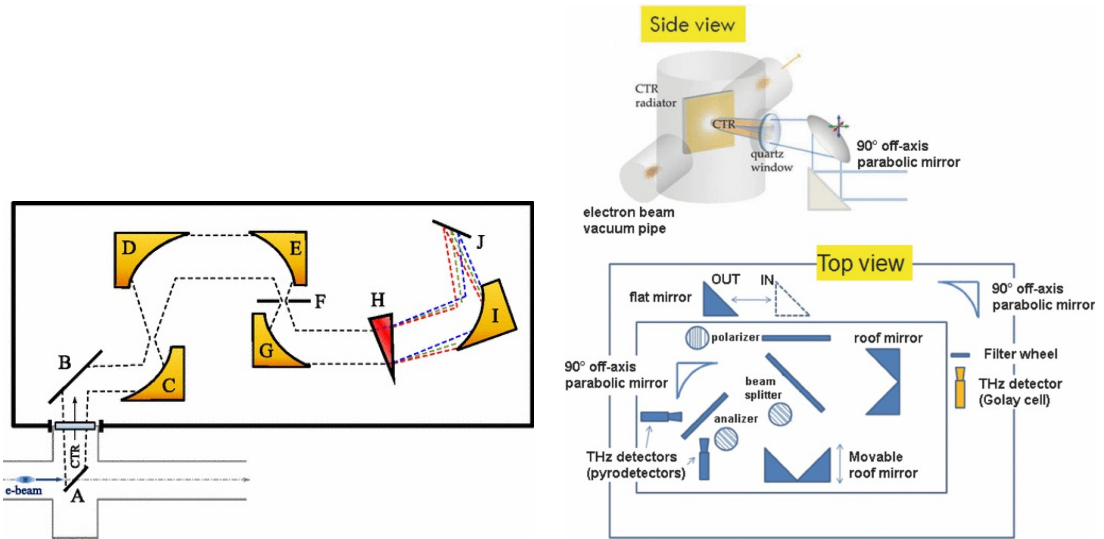 A
B
C
D
E
F
G
H
I
J
CTR
e-beam
Side view
CTR
radiator
CTR
quartz
window
90° off-axis
parabolic mirror
electron beam
vacuum pipe
Top view
OUT
IN
flat mirror
90° off-axis
parabolic mirror
polarizer
roof mirror
Filter wheel
90° off-axis
parabolic mirror
beam
splitter
THz detector
(Golay cell)
analizer
THz detectors
(pyrodetectors)
Movable
roof mirror